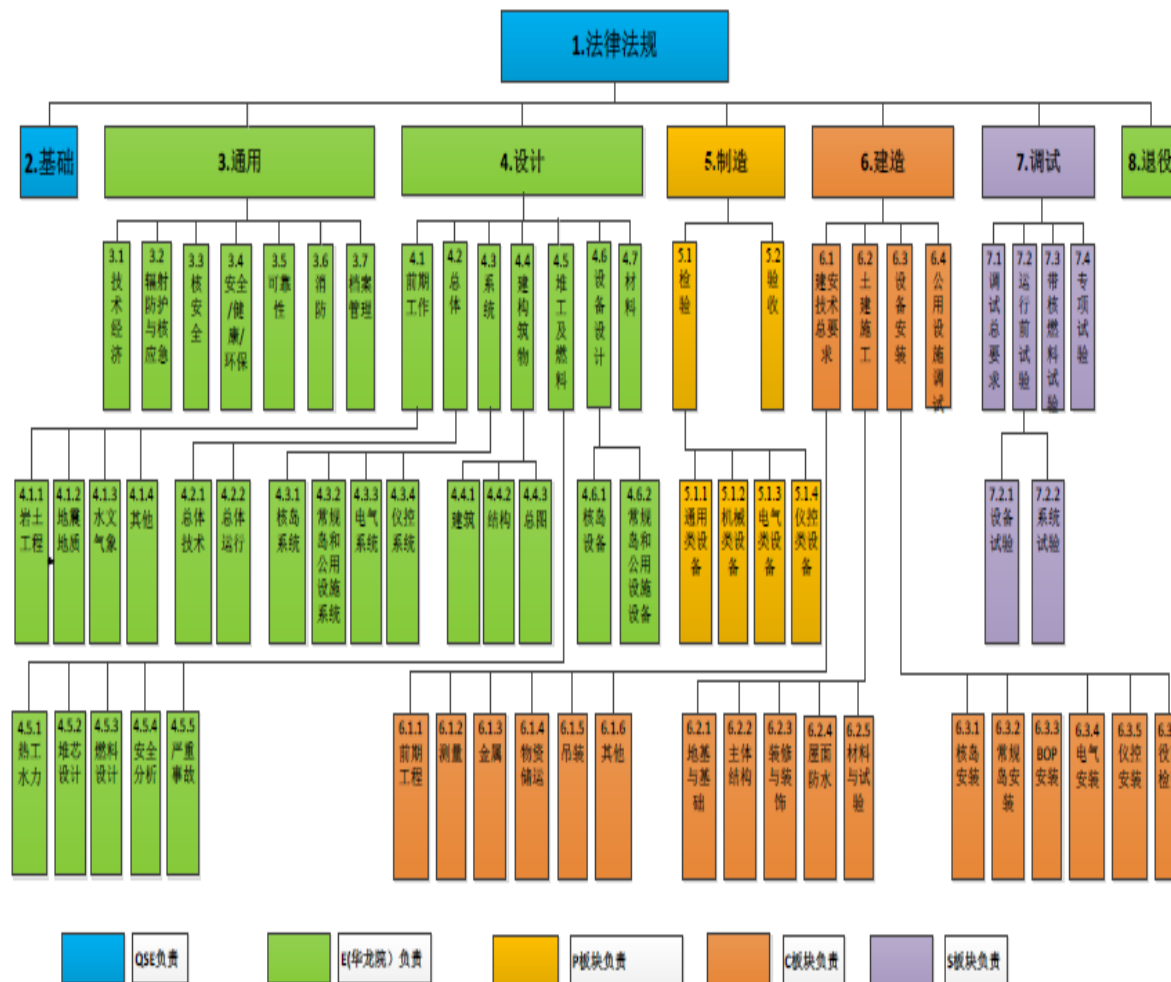 1.法律法规
2.基础
3.通用
4.设计
5.制造
6.建造
7.调试
8.退役
3.1
技术经济
3.2
辐射防护与核应急
3.3
核安全
3.4
安全/健康/环保
3.5
可靠性
3.6
消防
3.7
档案管理
4.1
前期工作
4.2
总体
4.3
系统
4.4
建构筑物
4.5
堆工及燃料
4.6
设备设计
4.7
材料
5.1
检验
5.2
验收
6.1
建安技术总要求
6.2
土建施工
6.3
设备安装
6.4
公用设施调试
7.1
调试总要求
7.2
运行前试验
7.3
带核燃料试验
7.4
专项试验
4.1.1
岩土工程
4.1.2
地震地质
4.1.3
水文气象
4.1.4
其他
4.2.1
总体技术
4.2.2
总体运行
4.3.1
核岛系统
4.3.2
常规岛和公用设施系统
4.3.3
电气系统
4.3.4
仪控系统
4.4.1
建筑
4.4.2
结构
4.4.3
总图
4.6.1
核岛设备
4.6.2
常规岛和公用设施设备
5.1.1
通用类设备
5.1.2
机械类设备
5.1.3
电气类设备
5.1.4
仪控类设备
7.2.1
设备试验
7.2.2
系统试验
4.5.1
热工水力
4.5.2
堆芯设计
4.5.3
燃料设计
4.5.4
安全分析
4.5.5
严重事故
6.1.1
前期工程
6.1.2
测量
6.1.3
金属
6.1.4
物资储运
6.1.5
吊装
6.1.6
其他
6.2.1
地基与基础
6.2.2
主体结构
6.2.3
装修与装饰
6.2.4
屋面防水
6.2.5
材料与试验
6.3.1
核岛安装
6.3.2
常规岛安装
6.3.3
BOP安装
6.3.4
电气安装
6.3.5
仪控安装
6.3
役检
QSE负责
E(华龙院）负责
P板块负责
C板块负责
S板块负责